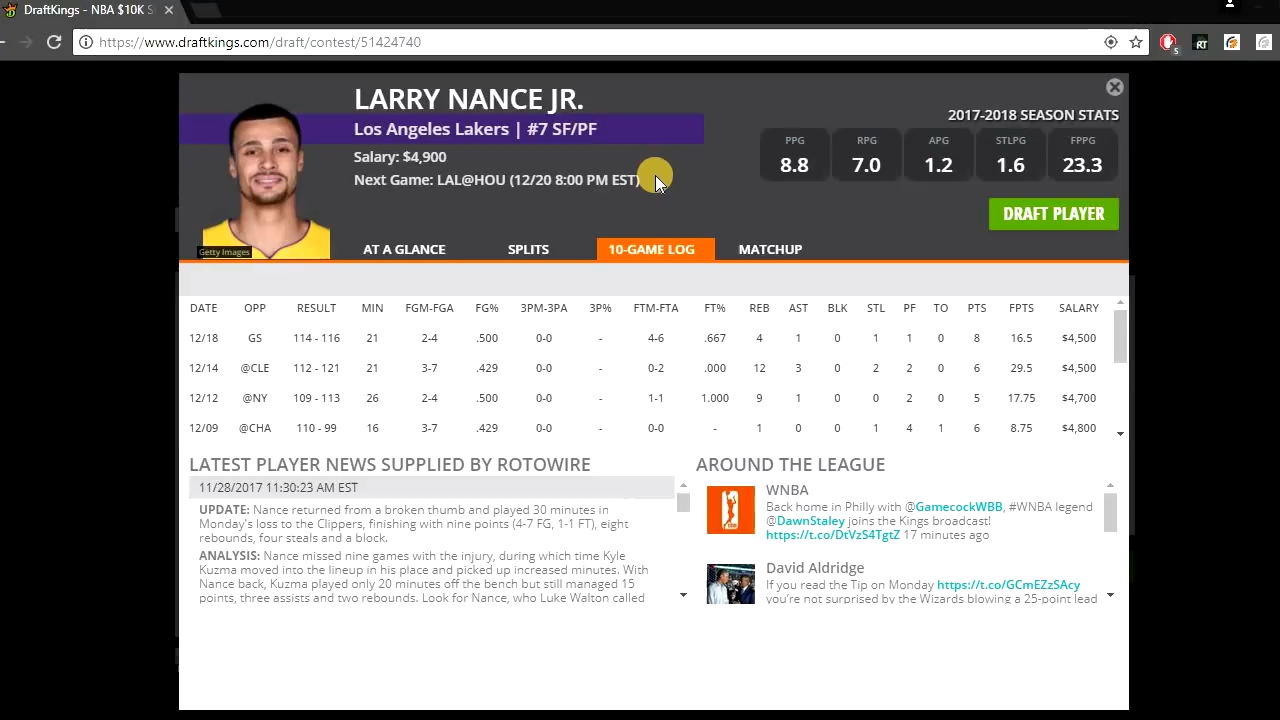 DraftKings - NBA $10K S
https://www.draftkings.com/draft/contest/51424740
5
RT
LARRY NANCE JR.
Los Angeles Lakers | #7 SF/PF
Salary: $4,900
Next Game: LAL@HOU (12/20 8:00 PM EST)
2017-2018 SEASON STATS
PPG RPG APG STLPG FPPG
8.8 7.0 1.2 1.6 23.3
DRAFT PLAYER
Getty Images
AT A GLANCE SPLITS 10-GAME LOG MATCHUP
DATE OPP RESULT MIN FGM-FGA FG% 3PM-3PA 3P% FTM-FTA FT% REB AST BLK STL PF TO PTS FPTS SALARY
12/18 GS 114 - 116 21 2-4 .500 0-0 - 4-6 .667 4 1 0 1 1 0 8 16.5 $4,500
12/14 @CLE 112 - 121 21 3-7 .429 0-0 - 0-2 .000 12 3 0 2 2 0 6 29.5 $4,500
12/12 @NY 109 - 113 26 2-4 .500 0-0 - 1-1 1.000 9 1 0 0 2 0 5 17.75 $4,700
12/09 @CHA 110 - 99 16 3-7 .429 0-0 - 0-0 - 1 0 0 1 4 1 6 8.75 $4,800
LATEST PLAYER NEWS SUPPLIED BY ROTOWIRE
11/28/2017 11:30:23 AM EST
UPDATE: Nance returned from a broken thumb and played 30 minutes in
Monday's loss to the Clippers, finishing with nine points (4-7 FG, 1-1 FT), eight
rebounds, four steals and a block.
ANALYSIS: Nance missed nine games with the injury, during which time Kyle
Kuzma moved into the lineup in his place and picked up increased minutes. With
Nance back, Kuzma played only 20 minutes off the bench but still managed 15
points, three assists and two rebounds. Look for Nance, who Luke Walton called
AROUND THE LEAGUE
WNBA
Back home in Philly with @GamecockWBB, #WNBA legend
@DawnStaley joins the Kings broadcast!
https://t.co/DtVzS4TgtZ 17 minutes ago
David Aldridge
If you read the Tip on Monday https://t.co/GCmEZzSAcy
you're not surprised by the Wizards blowing a 25-point lead